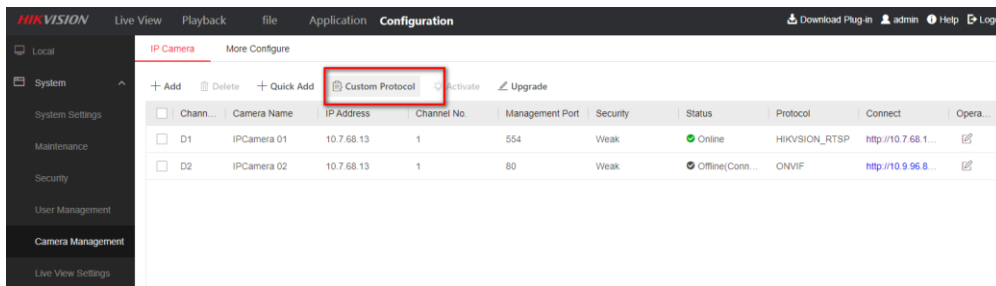 HIKVISION Live View Playback file Application Configuration Download Plug-in admin Help
Local
IP Camera More Configure
System
Add Delete Quick Add Custom Protocol Activate Upgrade
System Settings
Chann... Camera Name IP Address Channel No. Management Port Security Status Protocol Connect Opera...
D1 IPCamera 01 10.7.68.13 1 554 Weak Online HIKVSION_RTSP http://10.7.68.1...
Maintenance
D2 IPCamera 02 10.7.68.13 1 80 Weak Offline(Conn... ONVIF http://10.9.96.8...
Security
User Management
Camera Management
Live View Settings